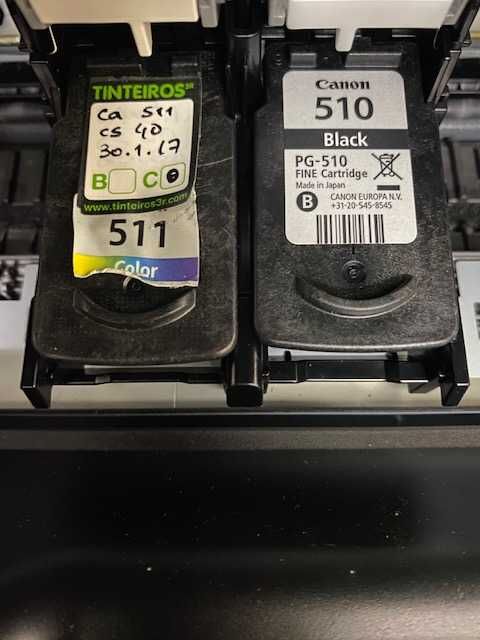 TINTEIROS3R
Ca 511
CS 40
30.1.17
B C
www.tinteiros3r.com
511
Color
Canon
510
Black
PG-510
FINE Cartridge
Made in Japan
B CANON EUROPA N.V.
+31-20-545-8545